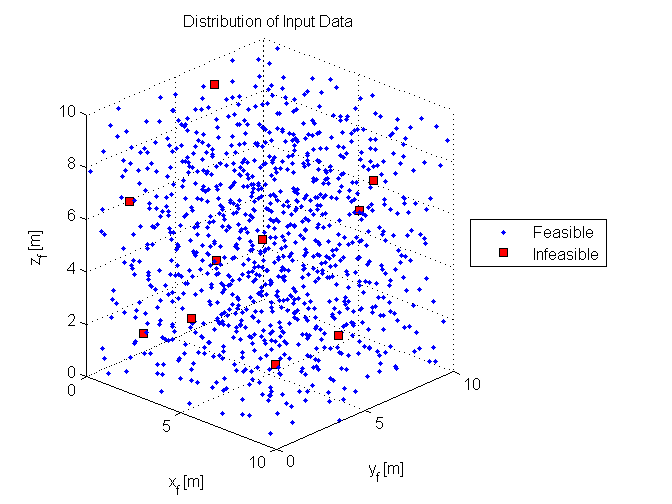 Distribution of Input Data
10
8
6
4
2
0
z_f [m]
0
5
10
x_f [m]
0
5
10
y_f [m]
Feasible
Infeasible